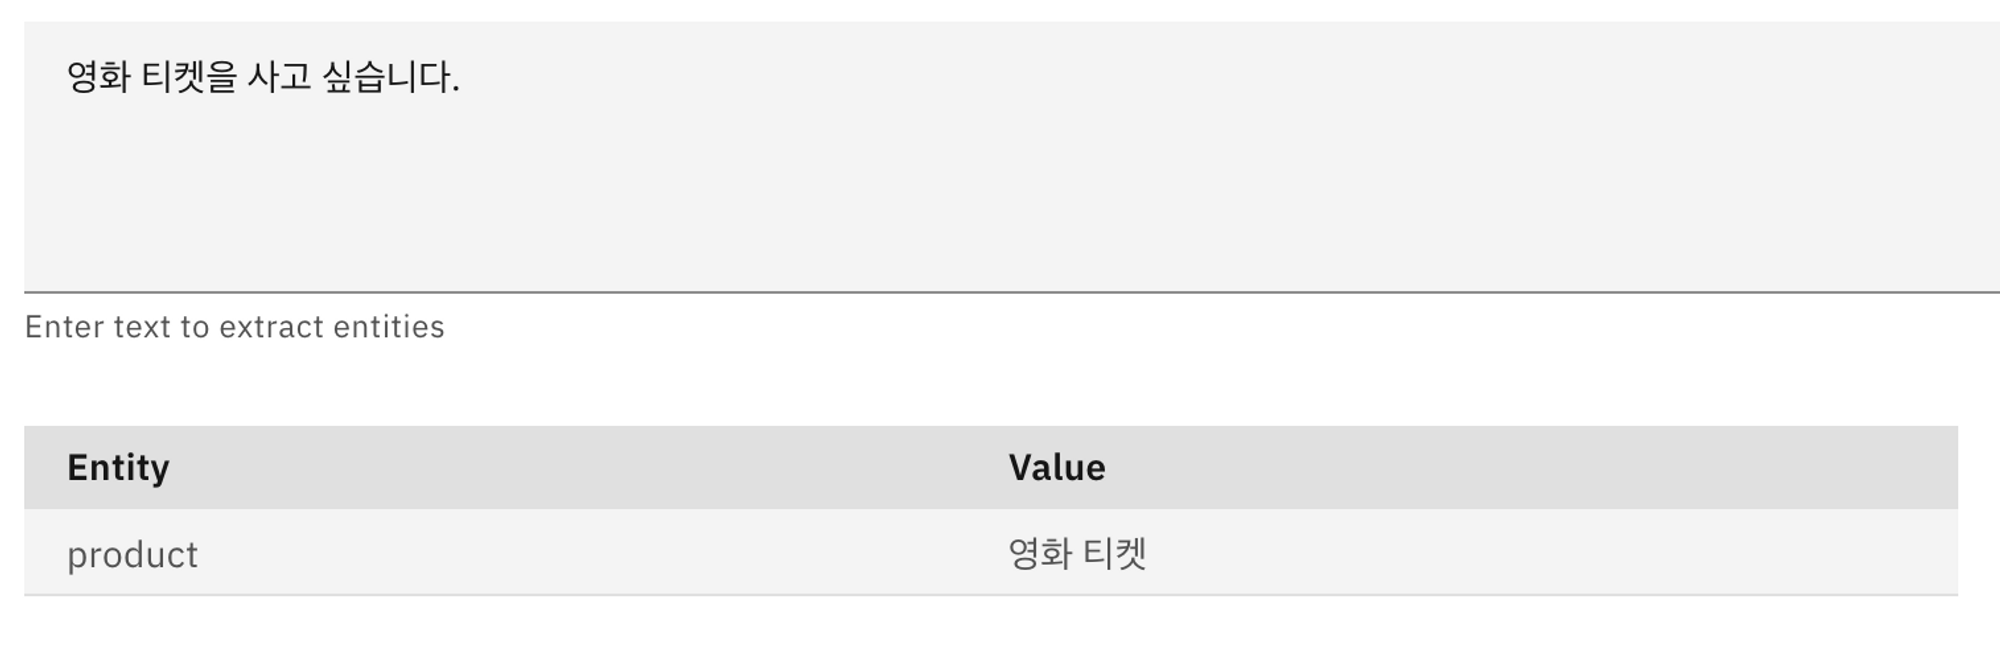 영화 티켓을 사고 싶습니다.
Enter text to extract entities
Entity Value
product 영화 티켓